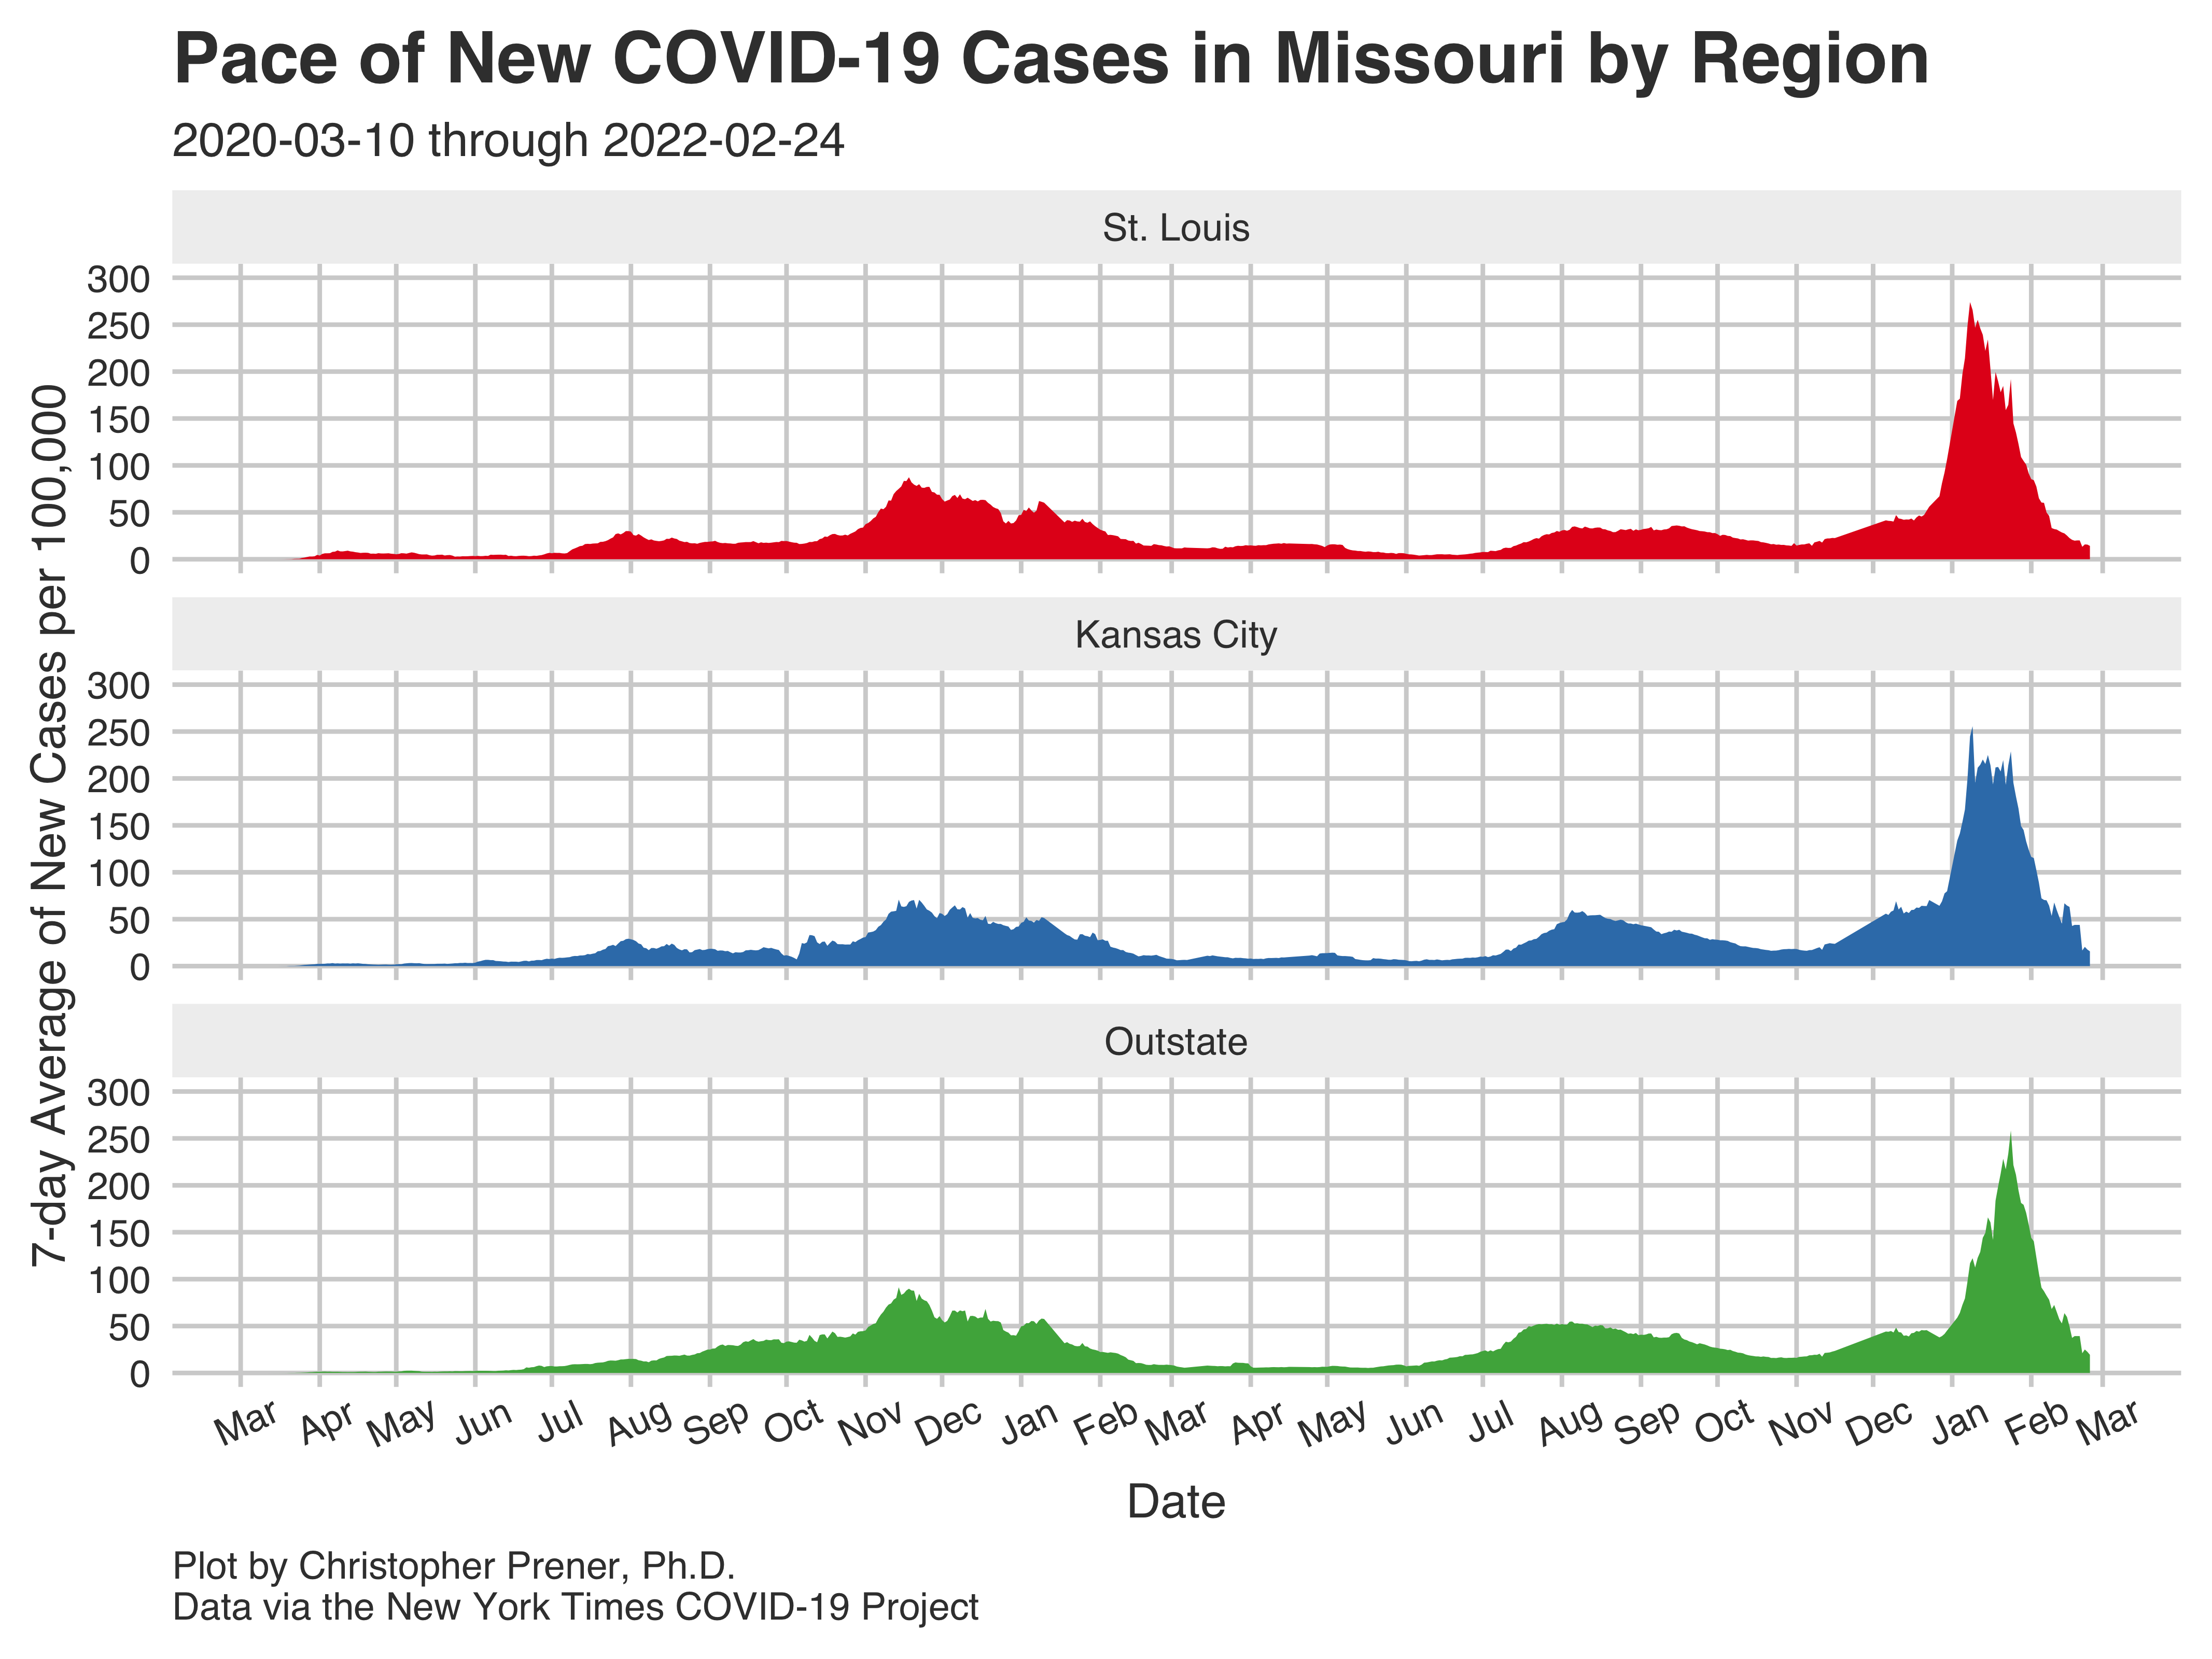 Pace of New COVID-19 Cases in Missouri by Region
2020-03-10 through 2022-02-24
7-day Average of New Cases per 100,000
St. Louis
300
250
200
150
100
50
0
Kansas City
300
250
200
150
100
50
0
Outstate
300
250
200
150
100
50
0
Mar Apr May Jun Jul Aug Sep Oct Nov Dec Jan Feb Mar Apr May Jun Jul Aug Sep Oct Nov Dec Jan Feb Mar
Date
Plot by Christopher Prener, Ph.D.
Data via the New York Times COVID-19 Project